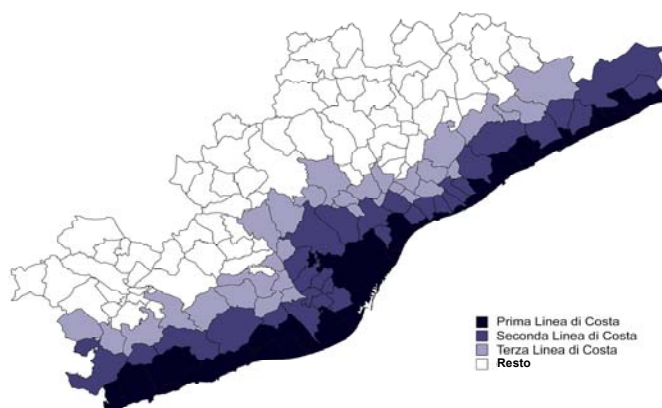 Prima Linea di Costa
Seconda Linea di Costa
Terza Linea di Costa
Resto